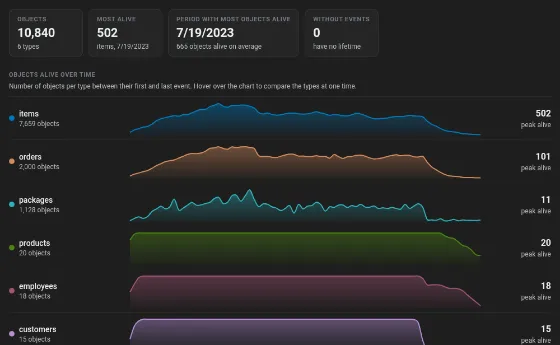 OBJECTS
10,840
6 types
MOST ALIVE
502
items, 7/19/2023
PERIOD WITH MOST OBJECTS ALIVE
7/19/2023
665 objects alive on average
WITHOUT EVENTS
0
have no lifetime
OBJECTS ALIVE OVER TIME
Number of objects per type between their first and last event. Hover over the chart to compare the types at one time.
items
7,659 objects
502
peak alive
orders
2,000 objects
101
peak alive
packages
1,128 objects
11
peak alive
products
20 objects
20
peak alive
employees
18 objects
18
peak alive
customers
15 objects
15
peak alive